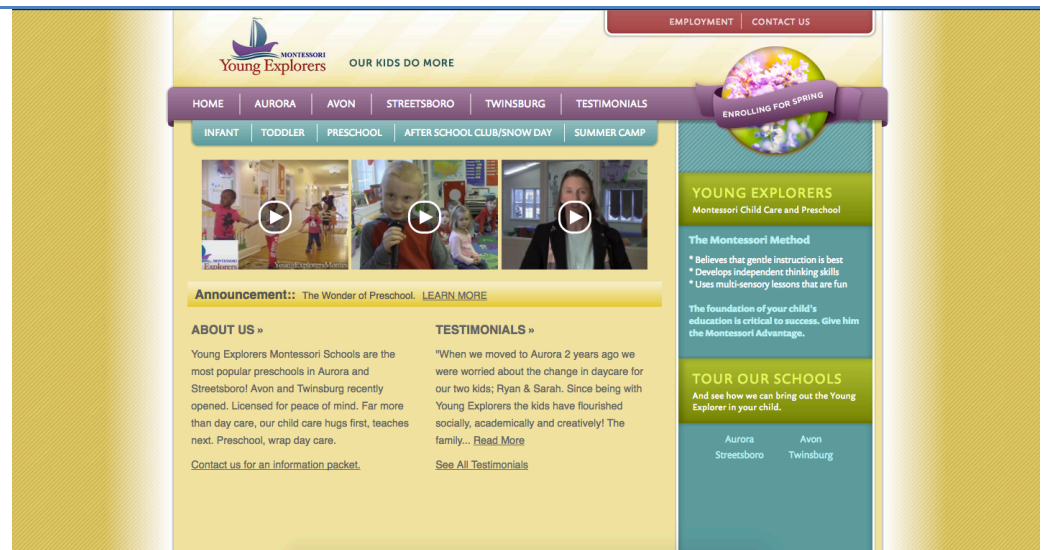 EMPLOYMENT CONTACT US
MONTESSORI
Young Explorers
OUR KIDS DO MORE
HOME AURORA AVON STREETSBORO TWINSBURG TESTIMONIALS
ENROLLING FOR SPRING
INFANT TODDLER PRESCHOOL AFTER SCHOOL CLUB/SNOW DAY SUMMER CAMP
MONTESSORI
Explorers
YoungExplorersMontes
Announcement:: The Wonder of Preschool. LEARN MORE
ABOUT US »
Young Explorers Montessori Schools are the
most popular preschools in Aurora and
Streetsboro! Avon and Twinsburg recently
opened. Licensed for peace of mind. Far more
than day care, our child care hugs first, teaches
next. Preschool, wrap day care.
Contact us for an information packet.
TESTIMONIALS »
"When we moved to Aurora 2 years ago we
were worried about the change in daycare for
our two kids; Ryan & Sarah. Since being with
Young Explorers the kids have flourished
socially, academically and creatively! The
family... Read More
See All Testimonials
YOUNG EXPLORERS
Montessori Child Care and Preschool
The Montessori Method
* Believes that gentle instruction is best
* Develops independent thinking skills
* Uses multi-sensory lessons that are fun
The foundation of your child's
education is critical to success. Give him
the Montessori Advantage.
TOUR OUR SCHOOLS
And see how we can bring out the Young
Explorer in your child.
Aurora Avon
Streetsboro Twinsburg